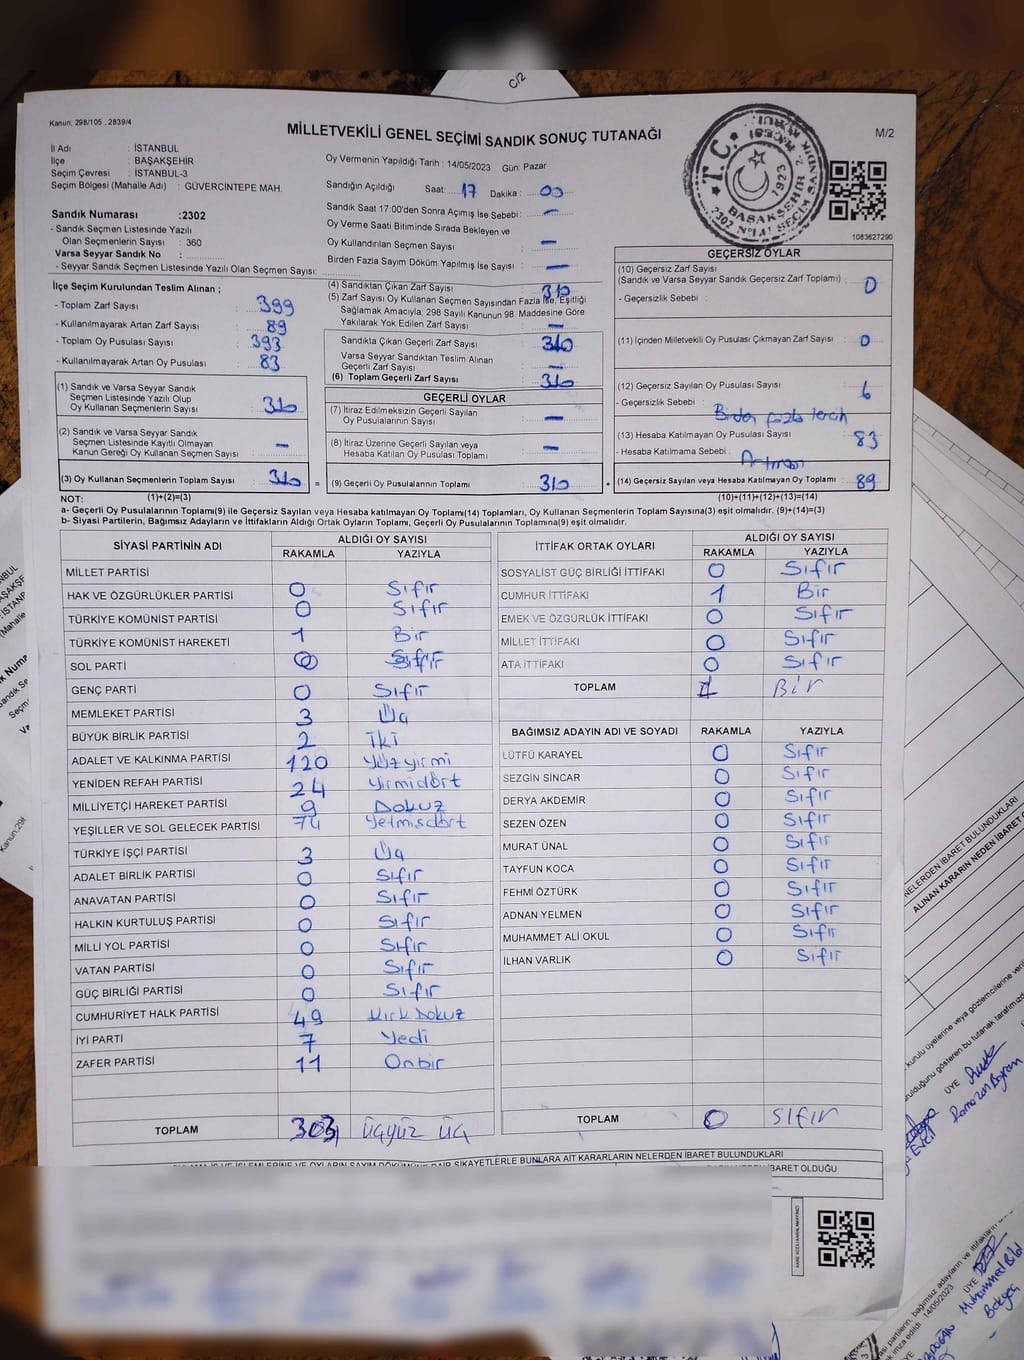 C/2
Kanun: 298/105 , 2839/4
MİLLETVEKİLİ GENEL SEÇİMİ SANDIK SONUÇ TUTANAĞI
M/2
İl Adı : İSTANBUL
İlçe : BAŞAKŞEHİR
Seçim Çevresi : İSTANBUL-3
Seçim Bölgesi (Mahalle Adı) : GÜVERCİNTEPE MAH.
Oy Vermenin Yapıldığı Tarih : 14/05/2023 Gün: Pazar
Sandığın Açıldığı Saat: 17 Dakika : 00
Sandık Saat 17:00'den Sonra Açımış İse Sebebi : —
Oy Verme Saati Bitiminde Sırada Bekleyen ve
Oy Kullandırılan Seçmen Sayısı : —
Birden Fazla Sayım Döküm Yapılmış İse Sayısı : —
T.C.
1923
1083627290
Sandık Numarası :2302
- Sandık Seçmen Listesinde Yazılı
Olan Seçmenlerin Sayısı : 360
Varsa Seyyar Sandık No :
- Seyyar Sandık Seçmen Listesinde Yazılı Olan Seçmen Sayısı:
İlçe Seçim Kurulundan Teslim Alınan ;
- Toplam Zarf Sayısı : 399
- Kullanılmayarak Artan Zarf Sayısı : 89
- Toplam Oy Pusulası Sayısı : 393
- Kullanılmayarak Artan Oy Pusulası : 83
(1) Sandık ve Varsa Seyyar Sandık
Seçmen Listesinde Yazılı Olup
Oy Kullanan Seçmenlerin Sayısı : 310
(2) Sandık ve Varsa Seyyar Sandık
Seçmen Listesinde Kayıtlı Olmayan
Kanun Gereği Oy Kullanan Seçmen Sayısı : —
(3) Oy Kullanan Seçmenlerin Toplam Sayısı : 310
(4) Sandıktan Çıkan Zarf Sayısı : 310
(5) Zarf Sayısı Oy Kullanan Seçmen Sayısından Fazla İse, Eşitliği
Sağlamak Amacıyla; 298 Sayılı Kanunun 98. Maddesine Göre
Yakılarak Yok Edilen Zarf Sayısı : —
Sandıkta Çıkan Geçerli Zarf Sayısı : 310
Varsa Seyyar Sandıktan Teslim Alınan
Geçerli Zarf Sayısı : —
(6) Toplam Geçerli Zarf Sayısı : 310
GEÇERLİ OYLAR
(7) İtiraz Edilmeksizin Geçerli Sayılan
Oy Pusulalarının Sayısı : —
(8) İtiraz Üzerine Geçerli Sayılan veya
Hesaba Katılan Oy Pusulası Toplamı : —
= (9) Geçerli Oy Pusulalarının Toplamı : 310 +
GEÇERSİZ OYLAR
(10) Geçersiz Zarf Sayısı
(Sandık ve Varsa Seyyar Sandık Geçersiz Zarf Toplamı) : 0
- Geçersizlik Sebebi :
(11) İçinden Milletvekili Oy Pusulası Çıkmayan Zarf Sayısı : 0
(12) Geçersiz Sayılan Oy Pusulası Sayısı : 6
- Geçersizlik Sebebi : Birden fazla tercih
(13) Hesaba Katılmayan Oy Pusulası Sayısı : 83
- Hesaba Katılmama Sebebi : Artması
(14) Geçersiz Sayılan veya Hesaba Katılmayan Oy Toplamı : 89
NOT: (1)+(2)=(3) (10)+(11)+(12)+(13)=(14)
a- Geçerli Oy Pusulalarının Toplamı(9) ile Geçersiz Sayılan veya Hesaba katılmayan Oy Toplamı(14) Toplamları, Oy Kullanan Seçmenlerin Toplam Sayısına(3) eşit olmalıdır. (9)+(14)=(3)
b- Siyasi Partilerin, Bağımsız Adayların ve İttifakların Aldığı Ortak Oyların Toplamı, Geçerli Oy Pusulalarının Toplamına(9) eşit olmalıdır.
SİYASİ PARTİNİN ADI ALDIĞI OY SAYISI
RAKAMLA YAZIYLA
MİLLET PARTİSİ
HAK VE ÖZGÜRLÜKLER PARTİSİ 0 Sıfır
TÜRKİYE KOMÜNİST PARTİSİ 0 Sıfır
TÜRKİYE KOMÜNİST HAREKETİ 1 Bir
SOL PARTİ 0 Sıfır
GENÇ PARTİ 0 Sıfır
MEMLEKET PARTİSİ 3 Üç
BÜYÜK BİRLİK PARTİSİ 2 İki
ADALET VE KALKINMA PARTİSİ 120 Yüzyirmi
YENİDEN REFAH PARTİSİ 24 Yirmidört
MİLLİYETÇİ HAREKET PARTİSİ 9 Dokuz
YEŞİLLER VE SOL GELECEK PARTİSİ 74 Yetmişdört
TÜRKİYE İŞÇİ PARTİSİ 3 Üç
ADALET BİRLİK PARTİSİ 0 Sıfır
ANAVATAN PARTİSİ 0 Sıfır
HALKIN KURTULUŞ PARTİSİ 0 Sıfır
MİLLİ YOL PARTİSİ 0 Sıfır
VATAN PARTİSİ 0 Sıfır
GÜÇ BİRLİĞİ PARTİSİ 0 Sıfır
CUMHURİYET HALK PARTİSİ 49 Kırk Dokuz
İYİ PARTİ 7 Yedi
ZAFER PARTİSİ 11 Onbir
TOPLAM 303 üçyüz üç
İTTİFAK ORTAK OYLARI ALDIĞI OY SAYISI
RAKAMLA YAZIYLA
SOSYALİST GÜÇ BİRLİĞİ İTTİFAKI 0 Sıfır
CUMHUR İTTİFAKI 1 Bir
EMEK VE ÖZGÜRLÜK İTTİFAKI 0 Sıfır
MİLLET İTTİFAKI 0 Sıfır
ATA İTTİFAKI 0 Sıfır
TOPLAM 1 Bir
BAĞIMSIZ ADAYIN ADI VE SOYADI RAKAMLA YAZIYLA
LÜTFÜ KARAYEL 0 Sıfır
SEZGİN SİNCAR 0 Sıfır
DERYA AKDEMİR 0 Sıfır
SEZEN ÖZEN 0 Sıfır
MURAT ÜNAL 0 Sıfır
TAYFUN KOCA 0 Sıfır
FEHMİ ÖZTÜRK 0 Sıfır
ADNAN YELMEN 0 Sıfır
MUHAMMET ALİ OKUL 0 Sıfır
İLHAN VARLIK 0 Sıfır
TOPLAM 0 Sıfır
ŞİKAYETLERLE BUNLARA AİT KARARLARIN NELERDEN İBARET BULUNDUKLARI
İBARET OLDUĞU
NELERDEN İBARET BULUNDUKLARI
ALINAN KARARIN NEDEN İBARET
kurulu üyelerine veya gözlemcilerine
ÜYE
Ramazan Bayram
14/05/2023
ÜYE
Muhammet Bilal